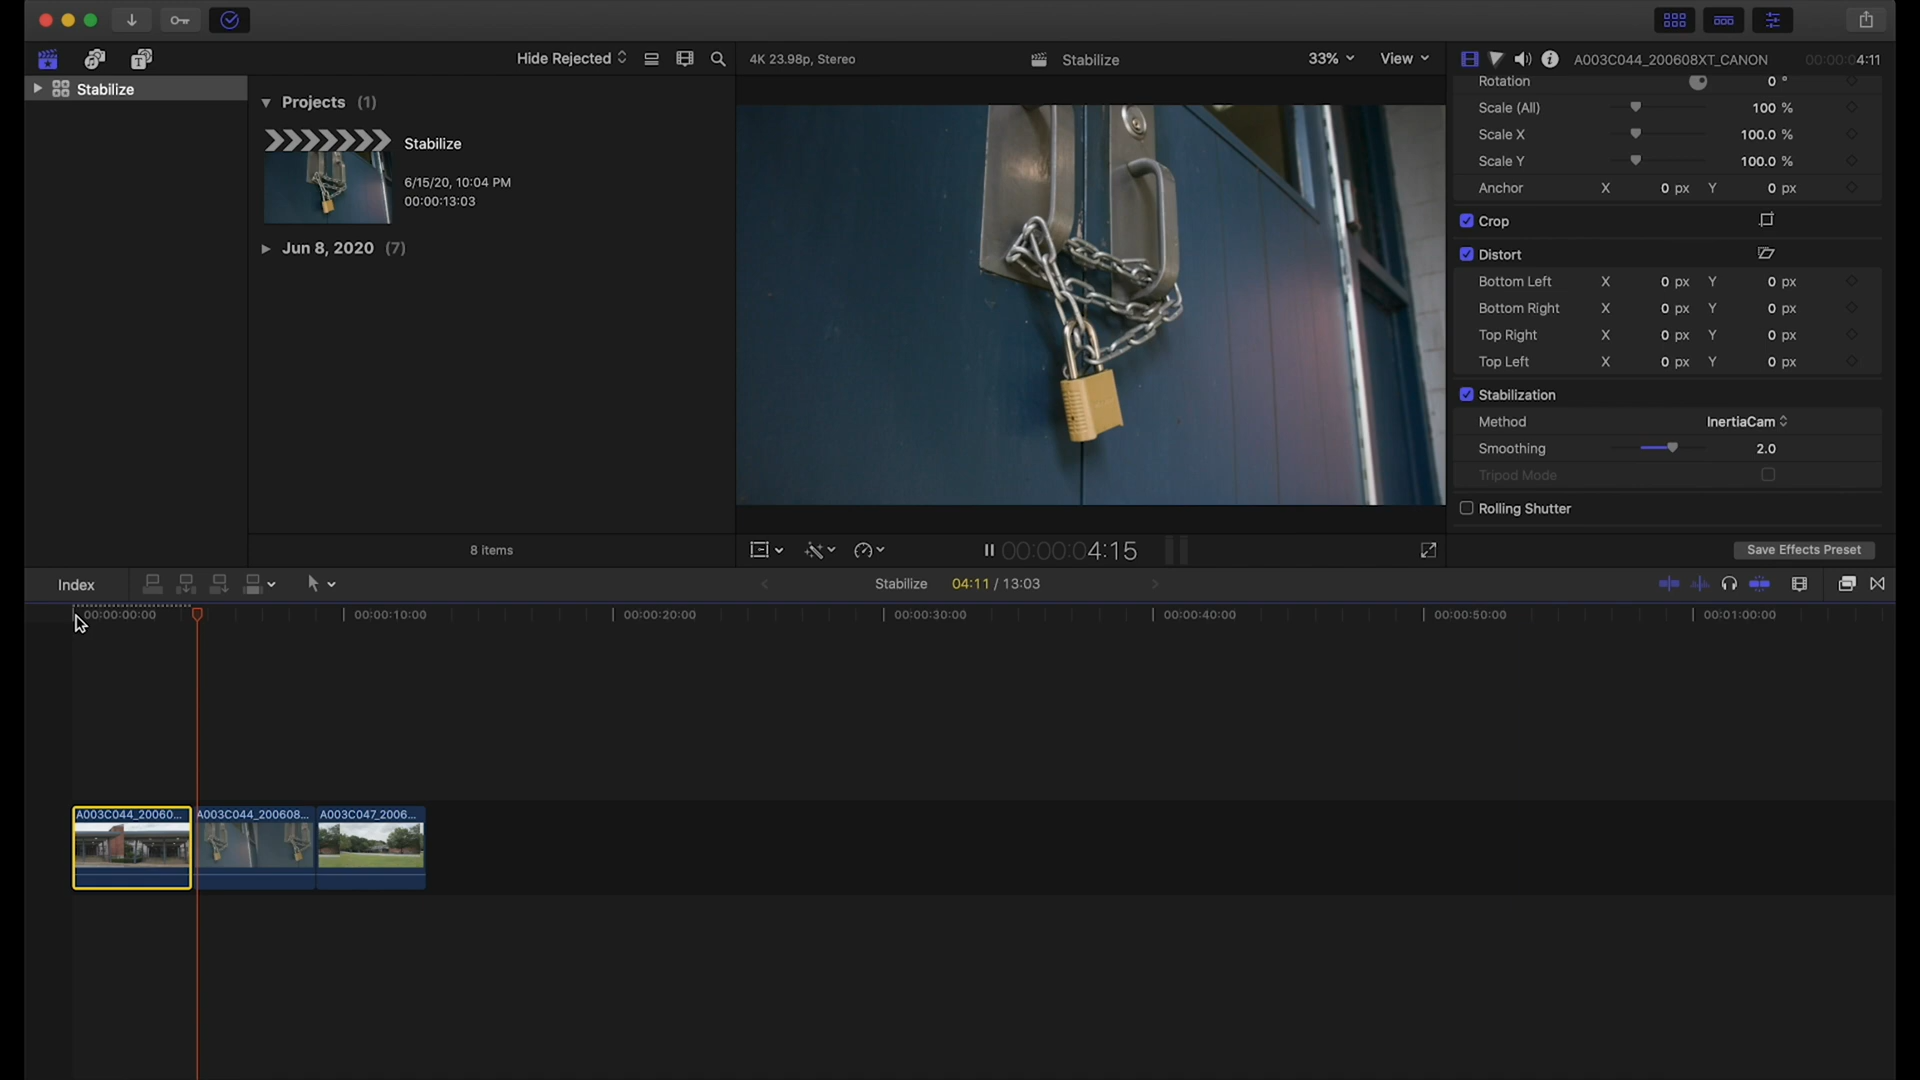 Hide Rejected
4K 23.98p, Stereo
Stabilize
33%
View
A003C044_200608XT_CANON
00:00:04:11
Stabilize
Projects (1)
Stabilize
6/15/20, 10:04 PM
00:00:13:03
Jun 8, 2020 (7)
8 items
00:00:04:15
Rotation 0 °
Scale (All) 100 %
Scale X 100.0 %
Scale Y 100.0 %
Anchor X 0 px Y 0 px
Crop
Distort
Bottom Left X 0 px Y 0 px
Bottom Right X 0 px Y 0 px
Top Right X 0 px Y 0 px
Top Left X 0 px Y 0 px
Stabilization
Method InertiaCam
Smoothing 2.0
Tripod Mode
Rolling Shutter
Save Effects Preset
Index
Stabilize 04:11 / 13:03
00:00:00:00 00:00:10:00 00:00:20:00 00:00:30:00 00:00:40:00 00:00:50:00 00:01:00:00
A003C044_20060... A003C044_200608... A003C047_2006...